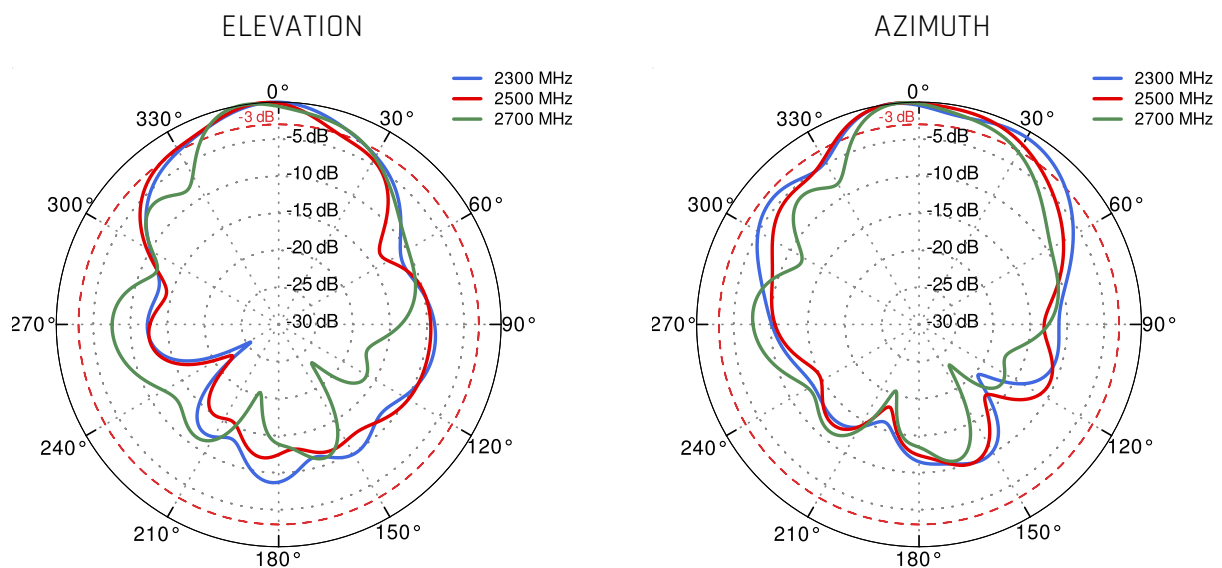 ELEVATION
2300 MHz
2500 MHz
2700 MHz
0°
30°
60°
90°
120°
150°
180°
210°
240°
270°
300°
330°
-3 dB
-5 dB
-10 dB
-15 dB
-20 dB
-25 dB
-30 dB
AZIMUTH
2300 MHz
2500 MHz
2700 MHz
0°
30°
60°
90°
120°
150°
180°
210°
240°
270°
300°
330°
-3 dB
-5 dB
-10 dB
-15 dB
-20 dB
-25 dB
-30 dB